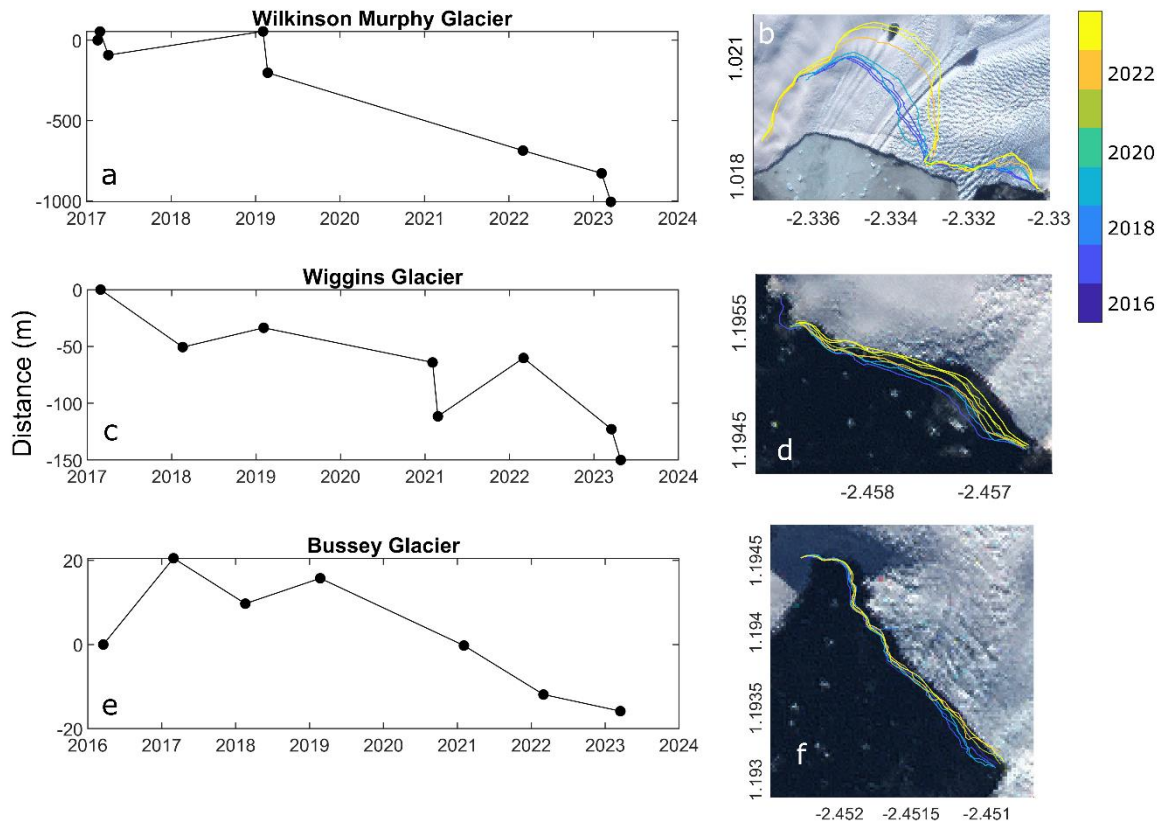 Wilkinson Murphy Glacier
0
-500
-1000
a
2017 2018 2019 2020 2021 2022 2023 2024
b
1.021
1.018
-2.336 -2.334 -2.332 -2.33
2022
2020
2018
2016
Distance (m)
Wiggins Glacier
0
-50
-100
-150
c
2017 2018 2019 2020 2021 2022 2023 2024
1.1955
1.1945
d
-2.458 -2.457
Bussey Glacier
20
0
-20
e
2016 2017 2018 2019 2020 2021 2022 2023 2024
1.1945
1.194
1.1935
1.193
f
-2.452 -2.4515 -2.451